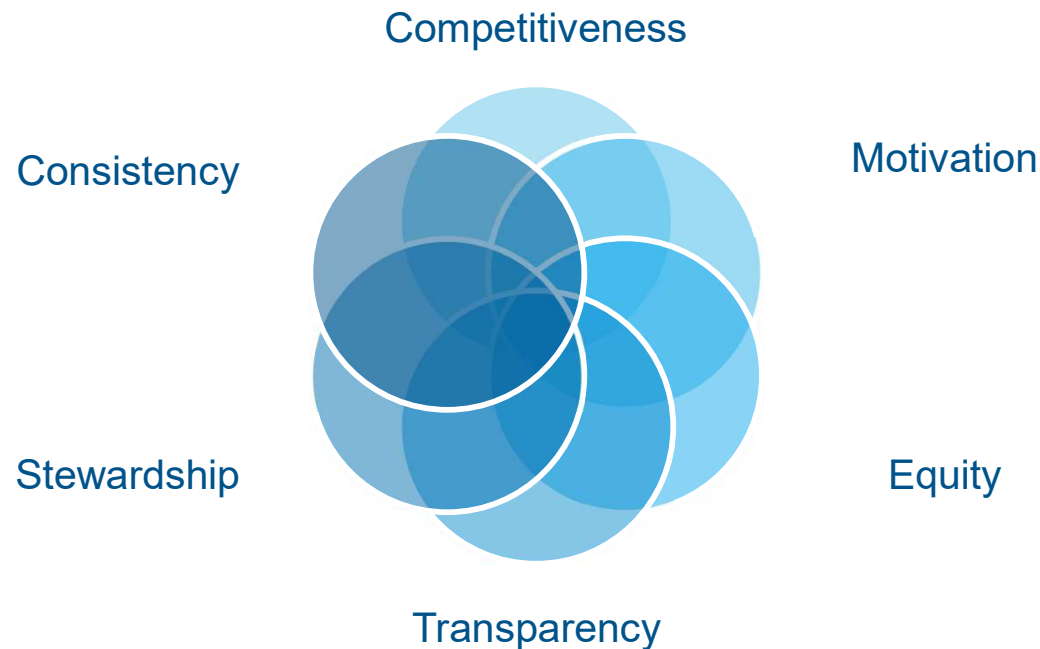 Competitiveness
Motivation
Consistency
Equity
Stewardship
Transparency